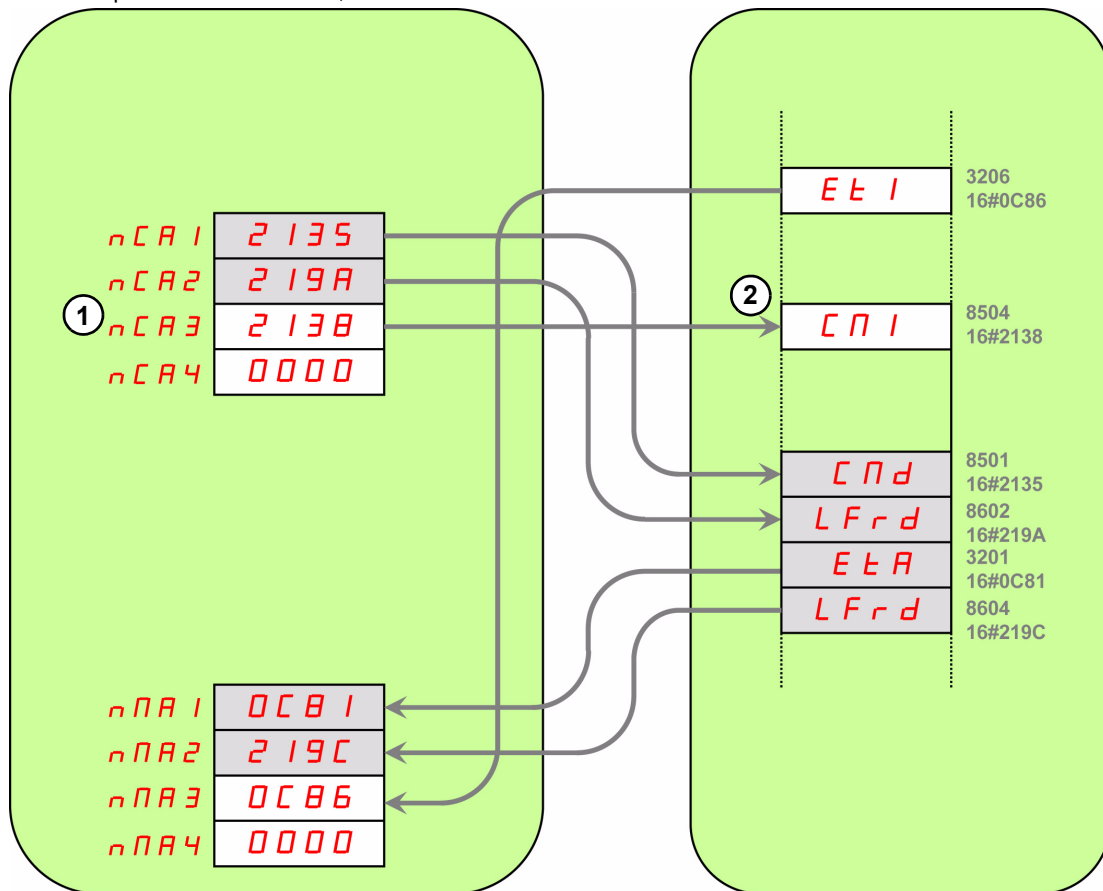 Et1
3206
16#0C86
nCA1 2135
nCA2 219A
1 nCA3 2138
nCA4 0000
2 CM1
8504
16#2138
CMd
8501
16#2135
LFrd
8602
16#219A
EtA
3201
16#0C81
LFrd
8604
16#219C
nMA1 0C81
nMA2 219C
nMA3 0C86
nMA4 0000